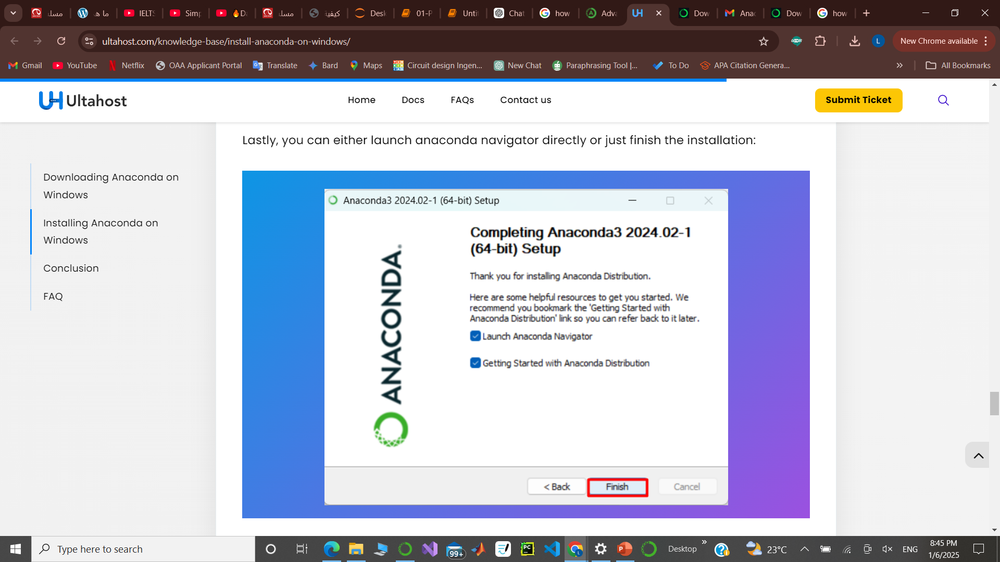 مسلـ
ما هـ
IELTS
Simp
Da
مسلـ
كيفية
Desk
01-P
Unti
Chat
how
Adva
Dow
Anac
Dow
how
ultahost.com/knowledge-base/install-anaconda-on-windows/
L
New Chrome available
Gmail
YouTube
Netflix
OAA Applicant Portal
Translate
Bard
Maps
Circuit design Ingen...
New Chat
Paraphrasing Tool |...
To Do
APA Citation Genera...
All Bookmarks
UH Ultahost
Home
Docs
FAQs
Contact us
Submit Ticket
Lastly, you can either launch anaconda navigator directly or just finish the installation:
Downloading Anaconda on
Windows
Installing Anaconda on
Windows
Conclusion
FAQ
Anaconda3 2024.02-1 (64-bit) Setup
Completing Anaconda3 2024.02-1
(64-bit) Setup
Thank you for installing Anaconda Distribution.
Here are some helpful resources to get you started. We
recommend you bookmark the 'Getting Started with
Anaconda Distribution' link so you can refer back to it later.
Launch Anaconda Navigator
Getting Started with Anaconda Distribution
ANACONDA.
< Back
Finish
Cancel
Type here to search
99+
PC
Desktop
23°C
ENG
8:45 PM
1/6/2025